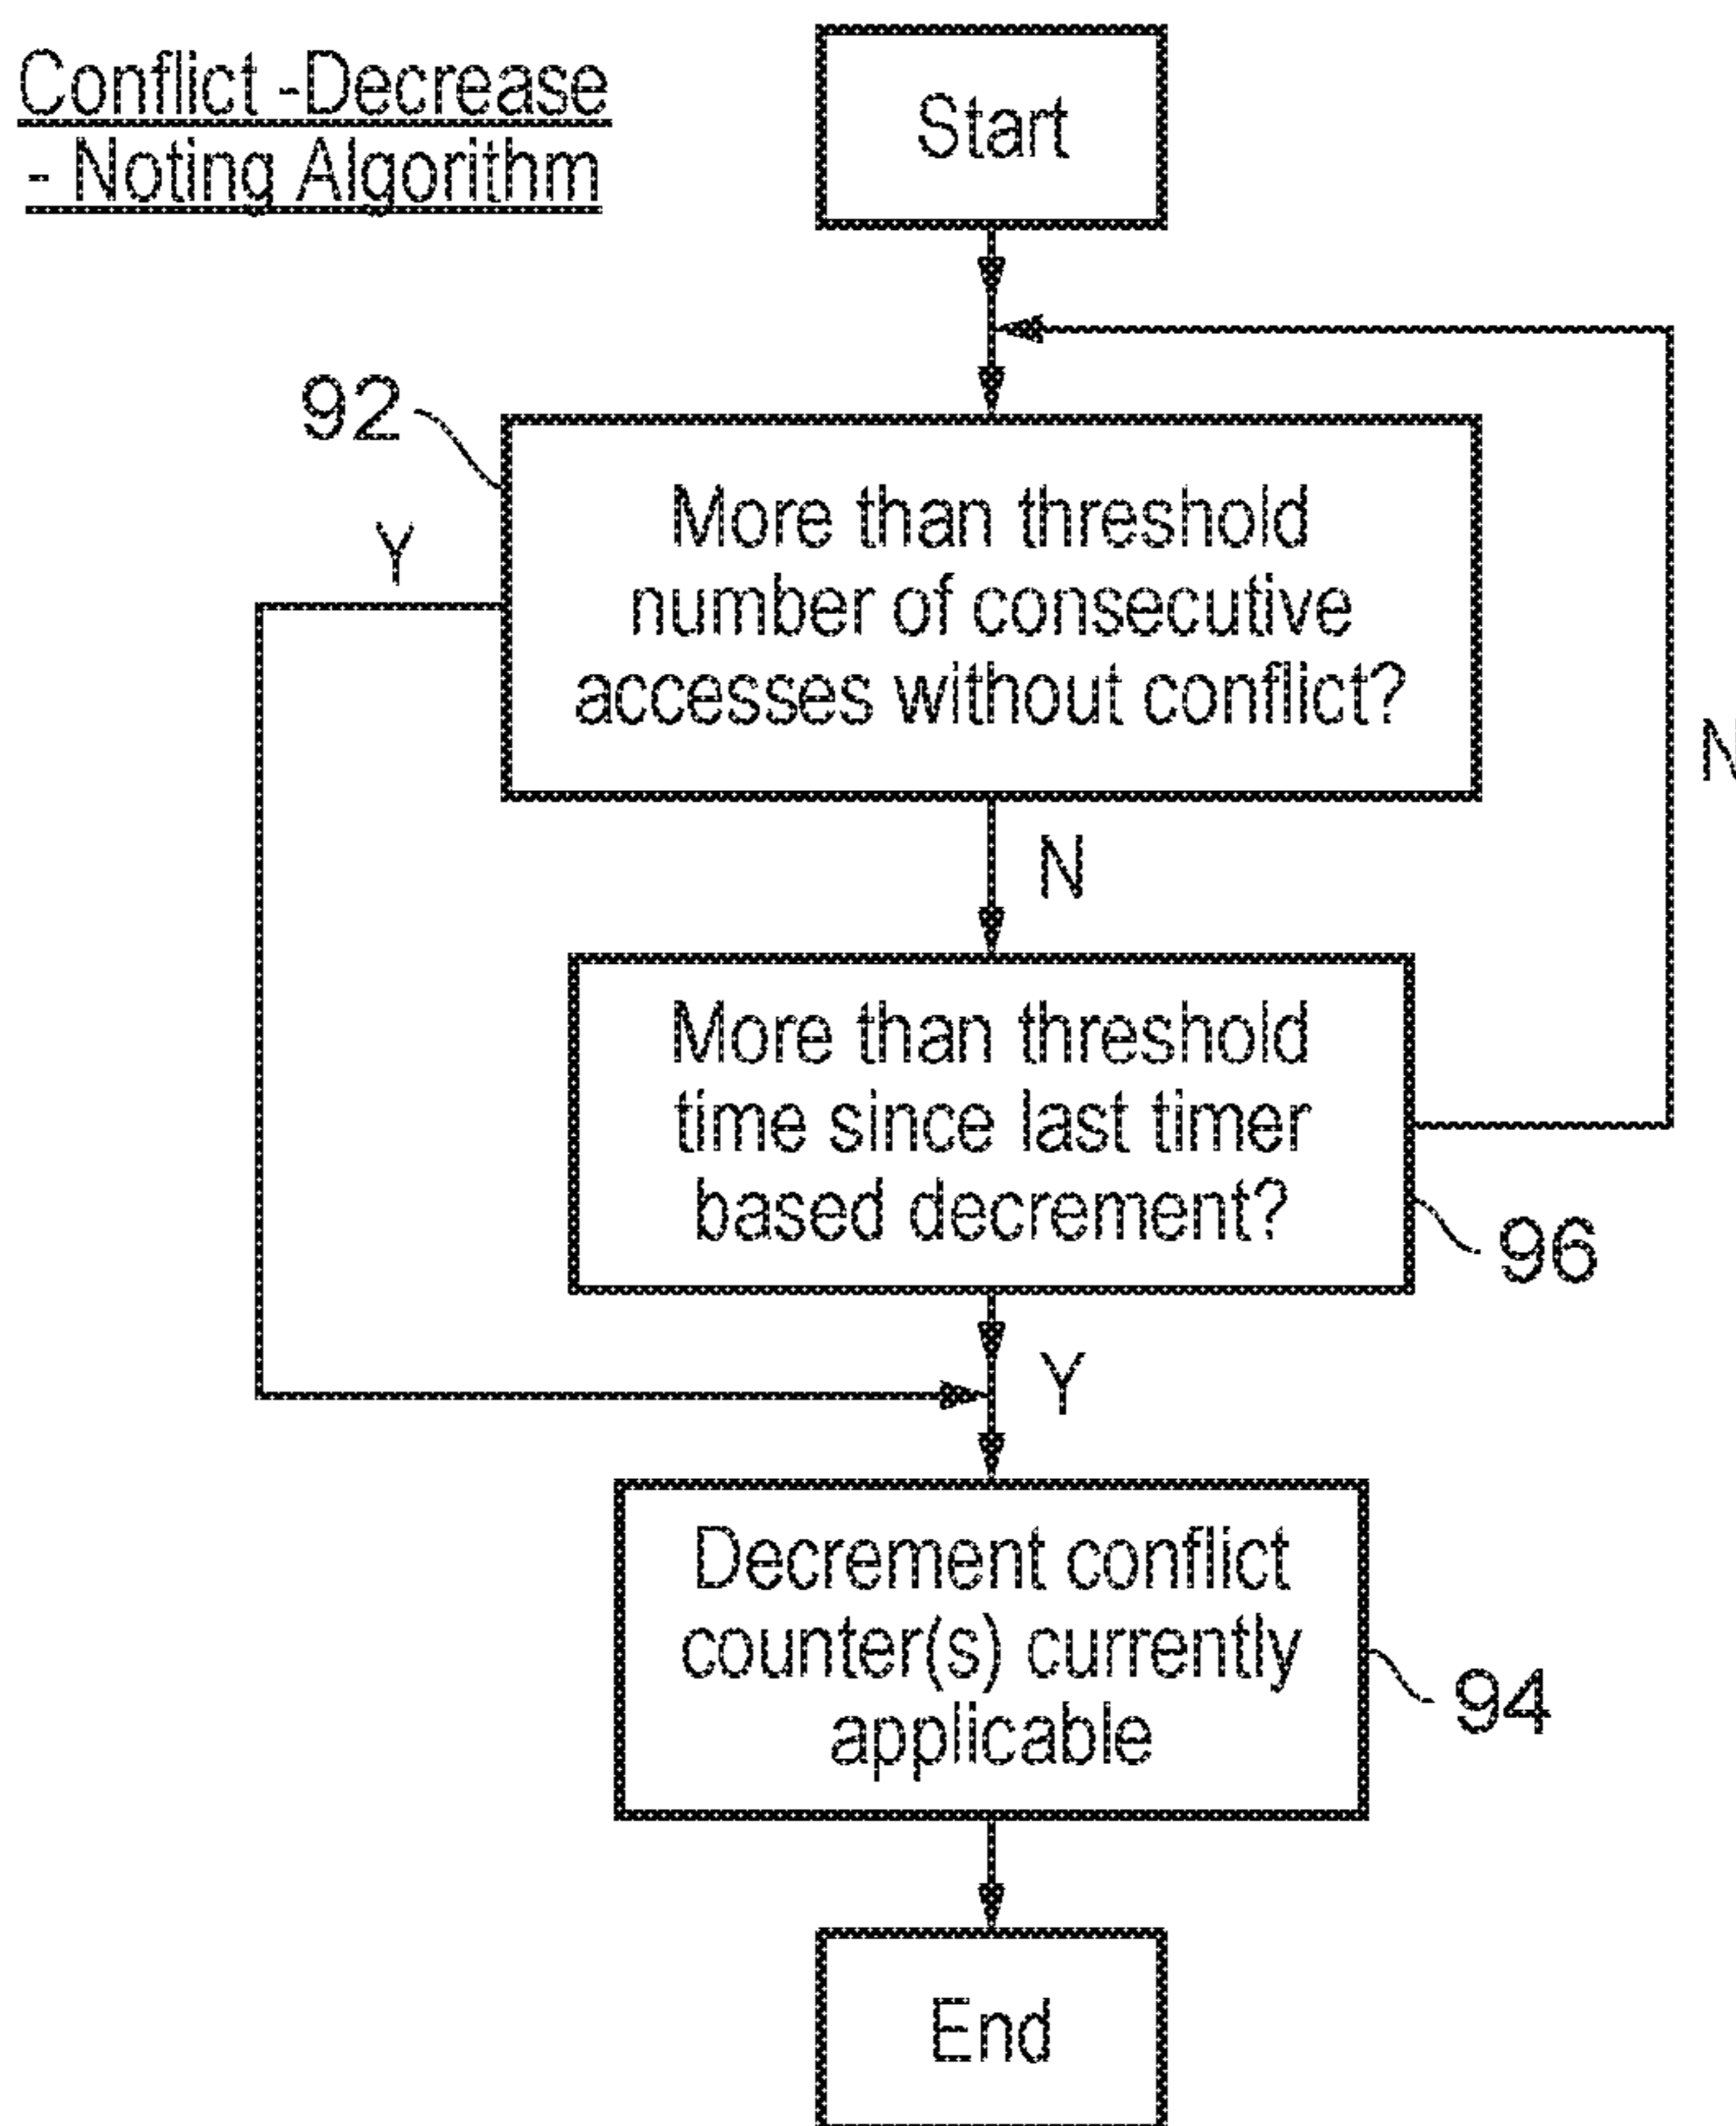 Conflict -Decrease
- Noting Algorithm
Start
92
Y
More than threshold
number of consecutive
accesses without conflict?
N
N
More than threshold
time since last timer
based decrement?
96
Y
Decrement conflict
counter(s) currently
applicable
94
End